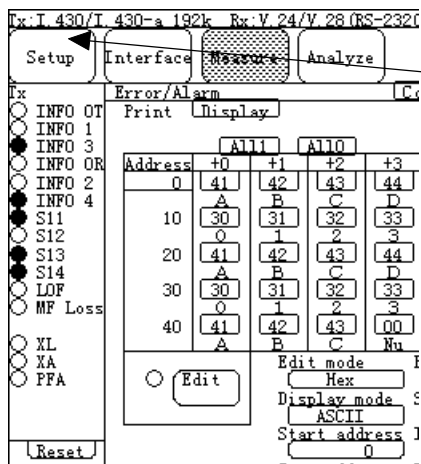 Tx:I.430/I.430-a 192k Rx:V.24/V.28(RS-232C
Setup Interface Measure Analyze
Tx
INFO OT
INFO 1
INFO 3
INFO OR
INFO 2
INFO 4
S11
S12
S13
S14
LOF
MF Loss
XL
XA
PFA
Reset
Error/Alarm
Print Display
All1 All0
Address +0 +1 +2 +3
0 41 42 43 44
A B C D
10 30 31 32 33
0 1 2 3
20 41 42 43 44
A B C D
30 30 31 32 33
0 1 2 3
40 41 42 43 00
A B C Nu
Edit
Edit mode
Hex
Display mode
ASCII
Start address
0